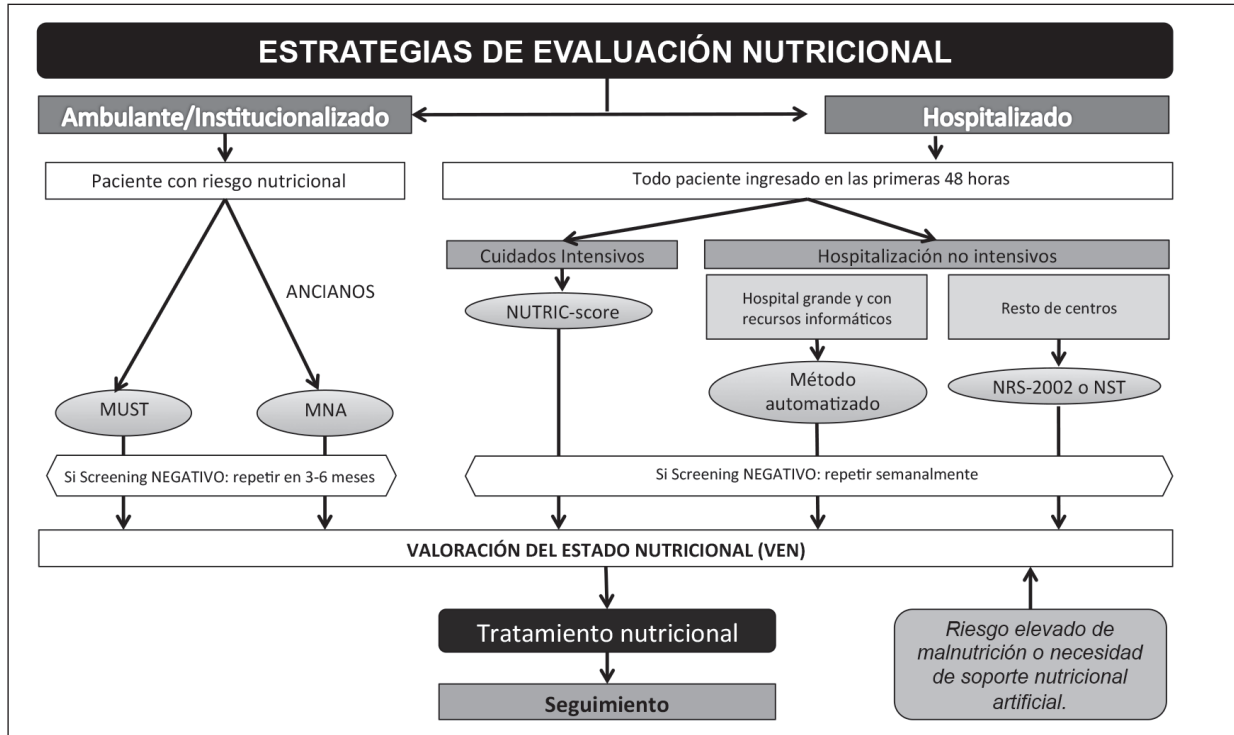 ESTRATEGIAS DE EVALUACIÓN NUTRICIONAL
Ambulante/Institucionalizado
Hospitalizado
Paciente con riesgo nutricional
Todo paciente ingresado en las primeras 48 horas
Cuidados Intensivos
Hospitalización no intensivos
ANCIANOS
NUTRIC-score
Hospital grande y con
recursos informáticos
Resto de centros
MUST
MNA
Método
automatizado
NRS-2002 o NST
Si Screening NEGATIVO: repetir en 3-6 meses
Si Screening NEGATIVO: repetir semanalmente
VALORACIÓN DEL ESTADO NUTRICIONAL (VEN)
Tratamiento nutricional
Seguimiento
Riesgo elevado de
malnutrición o necesidad
de soporte nutricional
artificial.